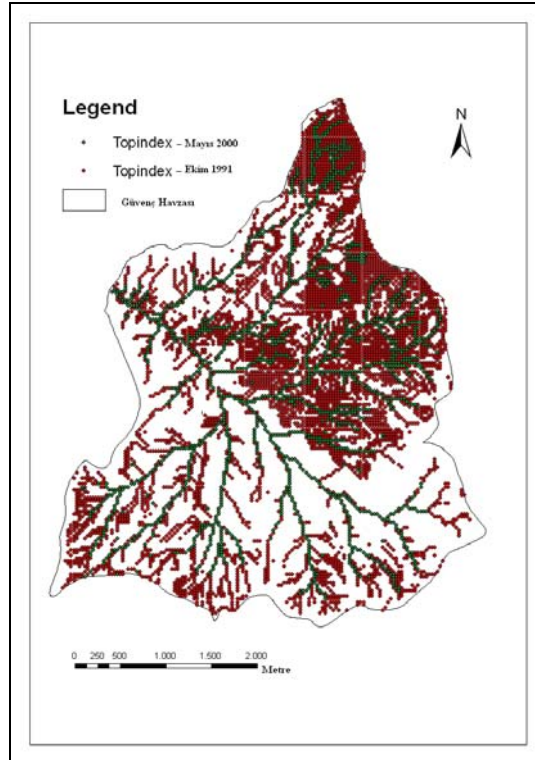 Legend
N
Topindex – Mayıs 2000
Topindex – Ekim 1991
Güvenç Havzası
0 250 500 1.000 1.500 2.000
Metre